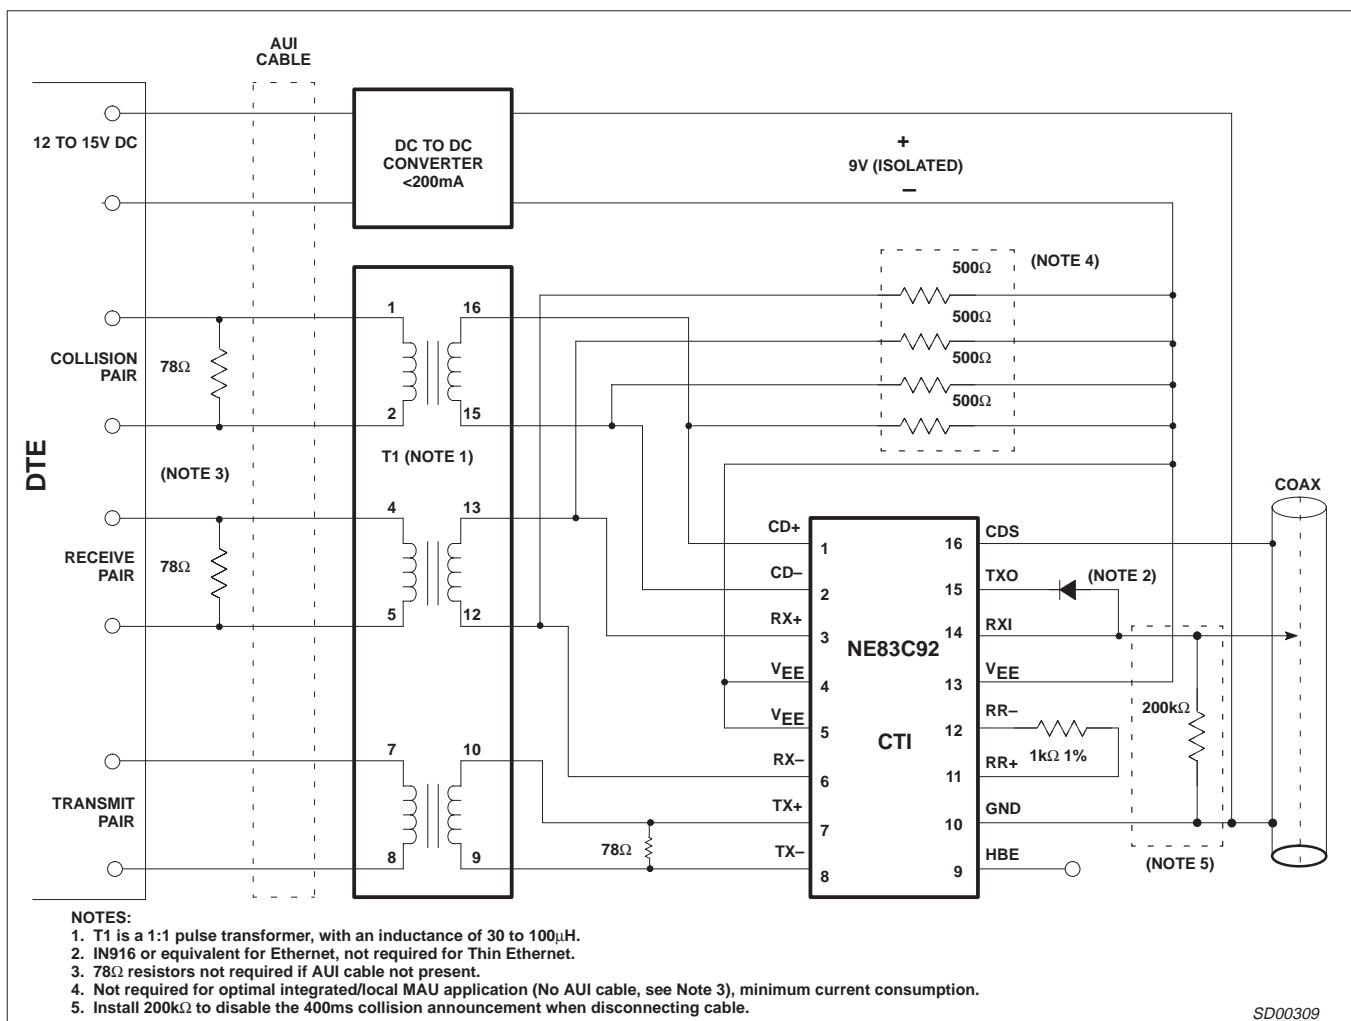 AUI
CABLE
12 TO 15V DC
DC TO DC
CONVERTER
<200mA
+
9V (ISOLATED)
–
500Ω
(NOTE 4)
500Ω
500Ω
500Ω
1
16
COLLISION
PAIR
78Ω
2
15
DTE
(NOTE 3)
T1 (NOTE 1)
4
13
RECEIVE
PAIR
78Ω
5
12
7
10
TRANSMIT
PAIR
8
9
78Ω
CD+
1
CD–
2
RX+
3
VEE
4
VEE
5
RX–
6
TX+
7
TX–
8
NE83C92
CTI
16
CDS
15
TXO
(NOTE 2)
14
RXI
13
VEE
12
RR–
1kΩ 1%
11
RR+
10
GND
9
HBE
200kΩ
(NOTE 5)
COAX
NOTES:
1. T1 is a 1:1 pulse transformer, with an inductance of 30 to 100μH.
2. IN916 or equivalent for Ethernet, not required for Thin Ethernet.
3. 78Ω resistors not required if AUI cable not present.
4. Not required for optimal integrated/local MAU application (No AUI cable, see Note 3), minimum current consumption.
5. Install 200kΩ to disable the 400ms collision announcement when disconnecting cable.
SD00309